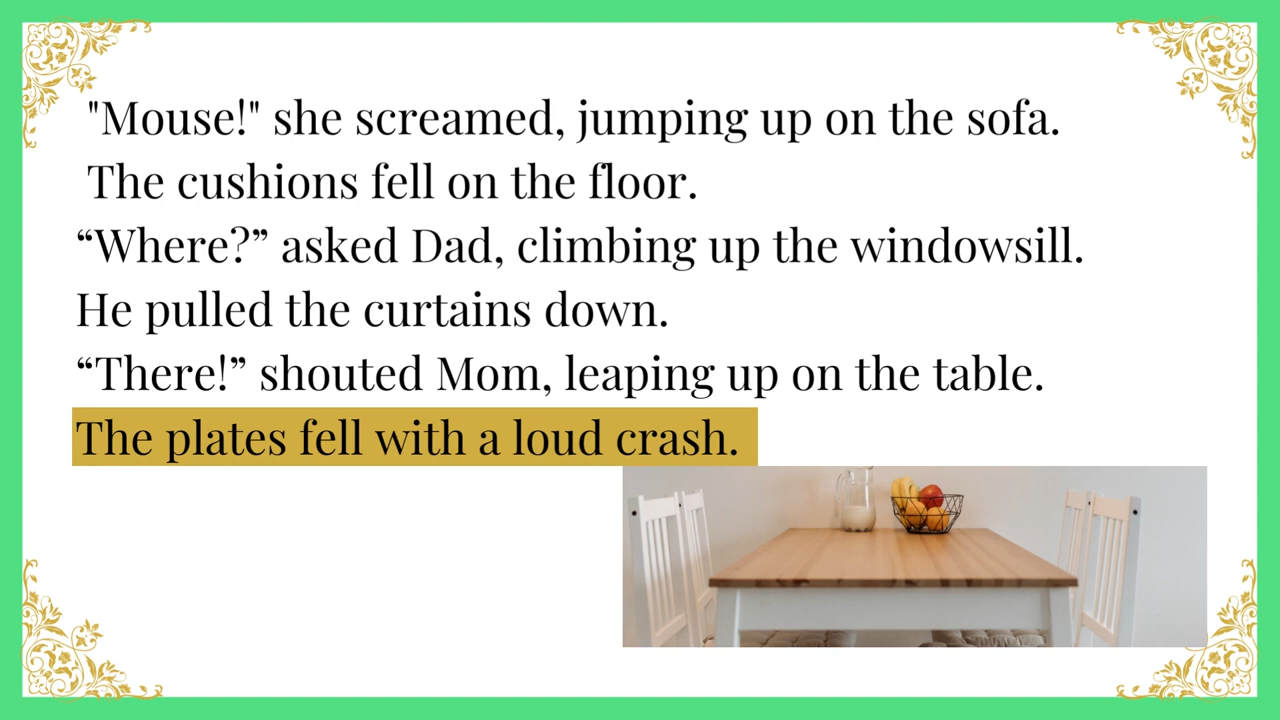 "Mouse!" she screamed, jumping up on the sofa.
The cushions fell on the floor.
“Where?” asked Dad, climbing up the windowsill.
He pulled the curtains down.
“There!” shouted Mom, leaping up on the table.
The plates fell with a loud crash.